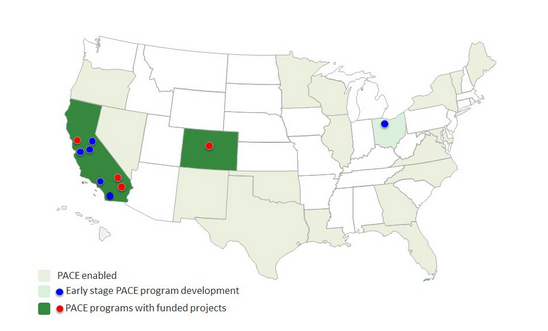 PACE enabled
Early stage PACE program development
PACE programs with funded projects